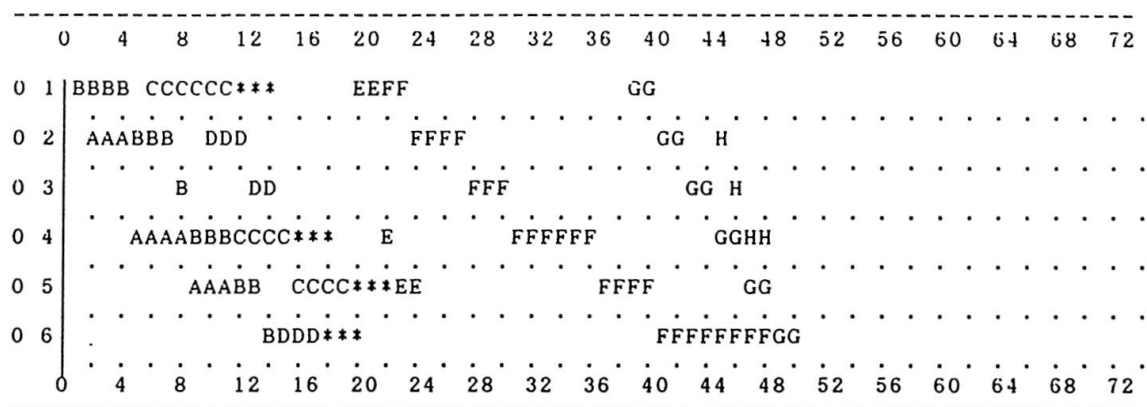 0 4 8 12 16 20 24 28 32 36 40 44 48 52 56 60 64 68 72
0 1 BBBB CCCCCC*** EEFF GG
0 2 AAABBB DDD FFFF GG H
0 3 B DD FFF GG H
0 4 AAAABBBCCCC*** E FFFFFF GGHH
0 5 AAABB CCCC***EE FFFF GG
0 6 BDDD*** FFFFFFFFGG
0 4 8 12 16 20 24 28 32 36 40 44 48 52 56 60 64 68 72